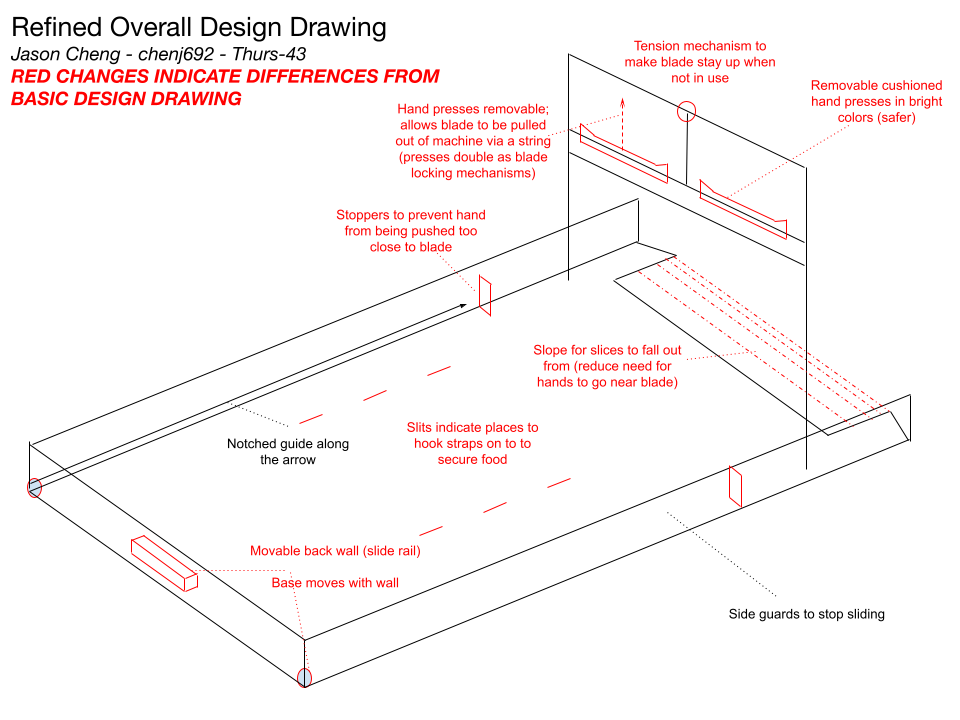 Refined Overall Design Drawing
Jason Cheng - chenj692 - Thurs-43
RED CHANGES INDICATE DIFFERENCES FROM
BASIC DESIGN DRAWING
Tension mechanism to
make blade stay up when
not in use
Removable cushioned
hand presses in bright
colors (safer)
Hand presses removable;
allows blade to be pulled
out of machine via a string
(presses double as blade
locking mechanisms)
Stoppers to prevent hand
from being pushed too
close to blade
Slope for slices to fall out
from (reduce need for
hands to go near blade)
Notched guide along
the arrow
Slits indicate places to
hook straps on to to
secure food
Movable back wall (slide rail)
Base moves with wall
Side guards to stop sliding